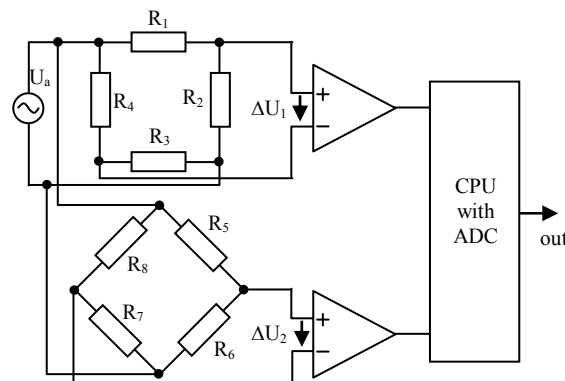 R1
Ua
R4
R2
R3
ΔU1
+
−
CPU
with
ADC
out
R5
R8
R7
R6
ΔU2
+
−